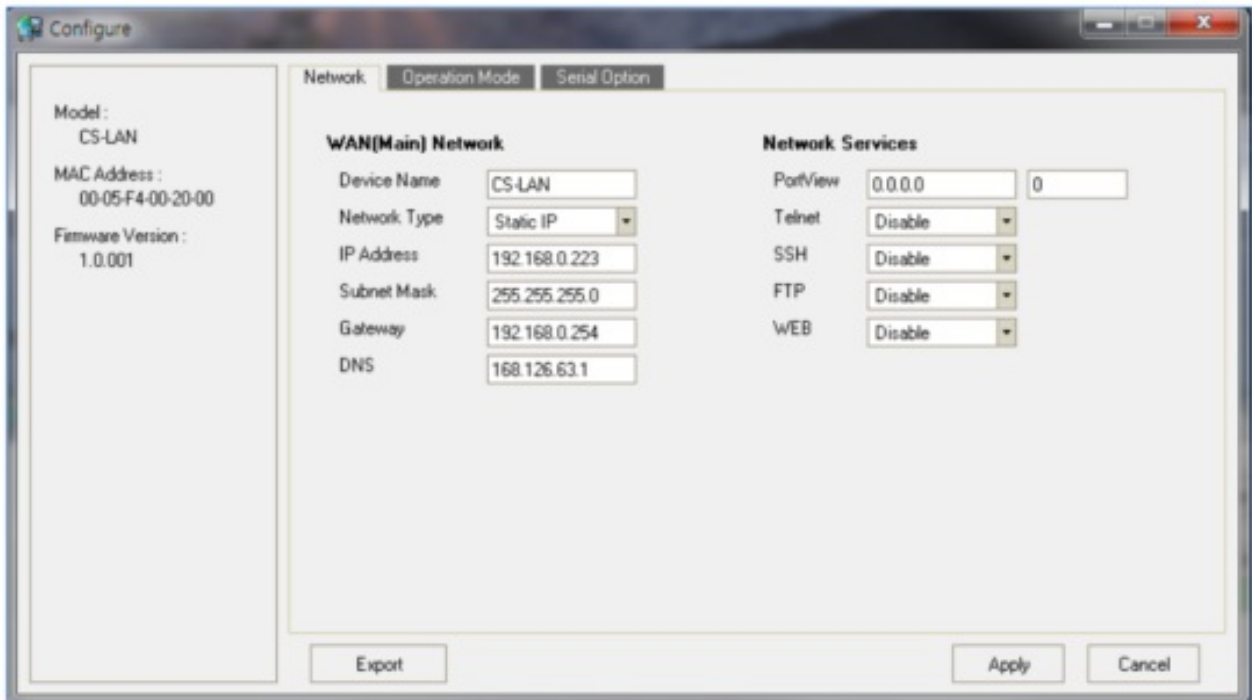 Configure
Network
Operation Mode
Serial Option
Model :
CS-LAN
MAC Address :
00-05-F4-00-20-00
Firmware Version :
1.0.001
WAN(Main) Network
Device Name CS-LAN
Network Type Static IP
IP Address 192.168.0.223
Subnet Mask 255.255.255.0
Gateway 192.168.0.254
DNS 168.126.63.1
Network Services
PortView 0.0.0.0 0
Telnet Disable
SSH Disable
FTP Disable
WEB Disable
Export
Apply
Cancel